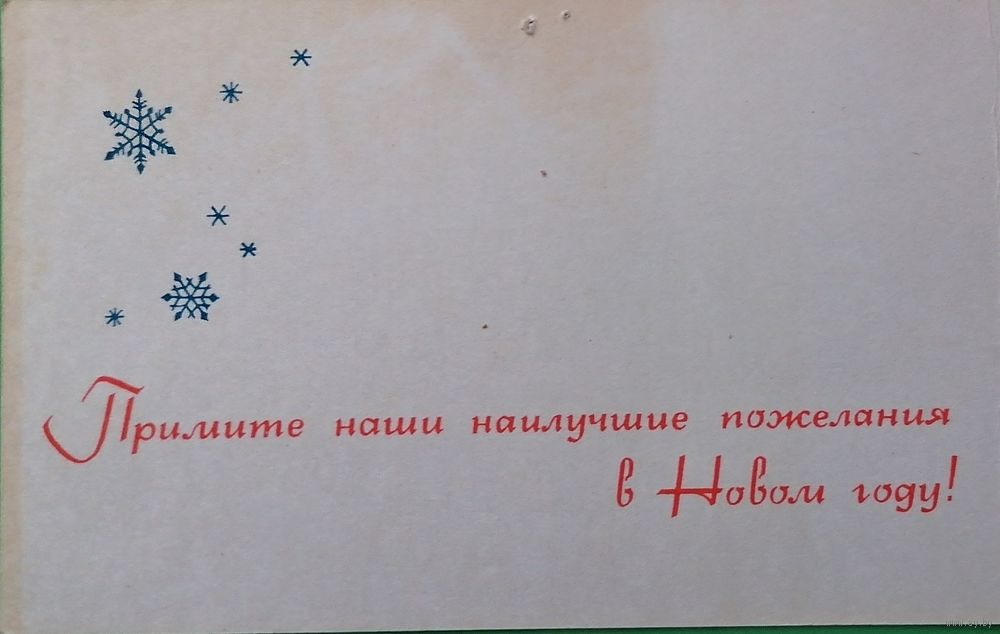 Примите наши наилучшие пожелания
в Новом году!